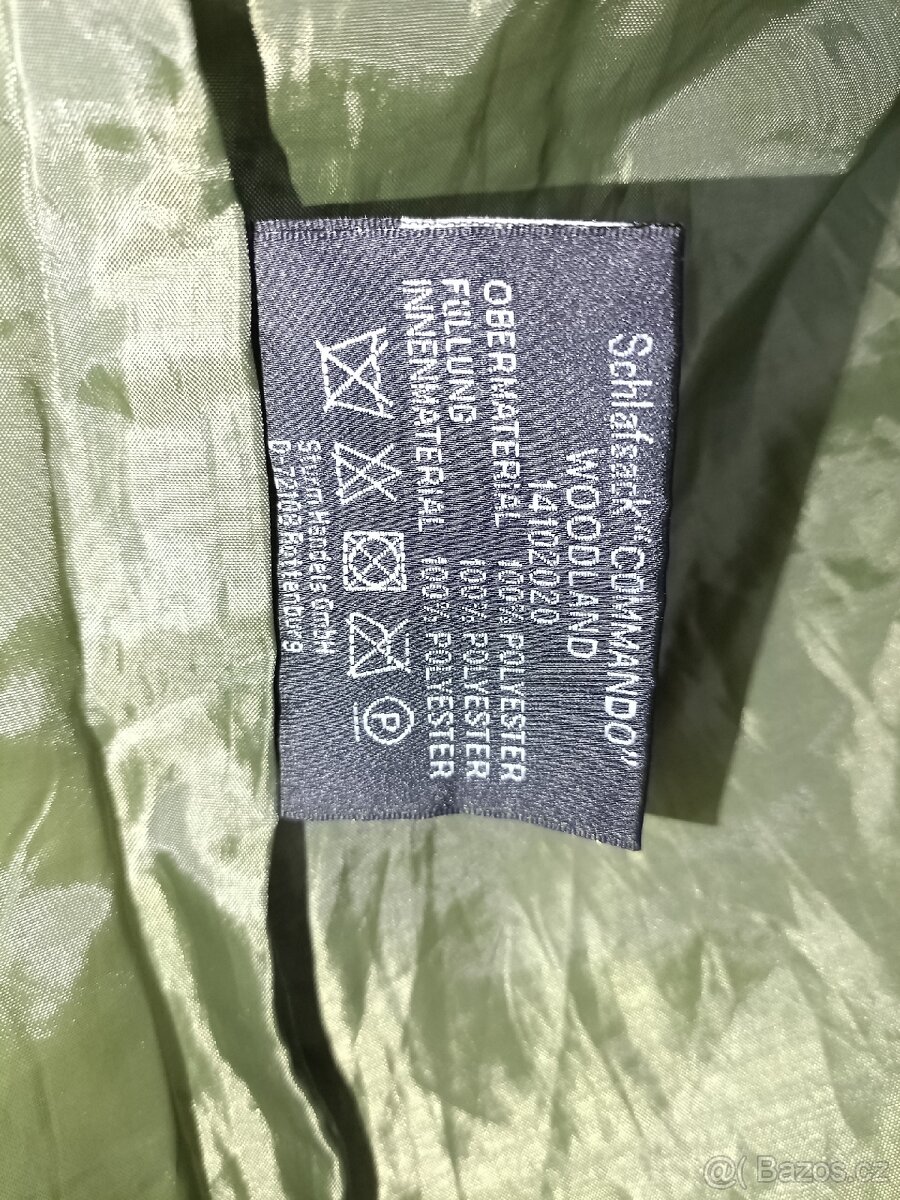 Schlafsack "COMMANDO"
WOODLAND
14102020
OBERMATERIAL 100% POLYESTER
FÜLLUNG 100% POLYESTER
INNENMATERIAL 100% POLYESTER
P
Sturm Handels GmbH
D-72108 Rottenburg
@( Bazos.cz